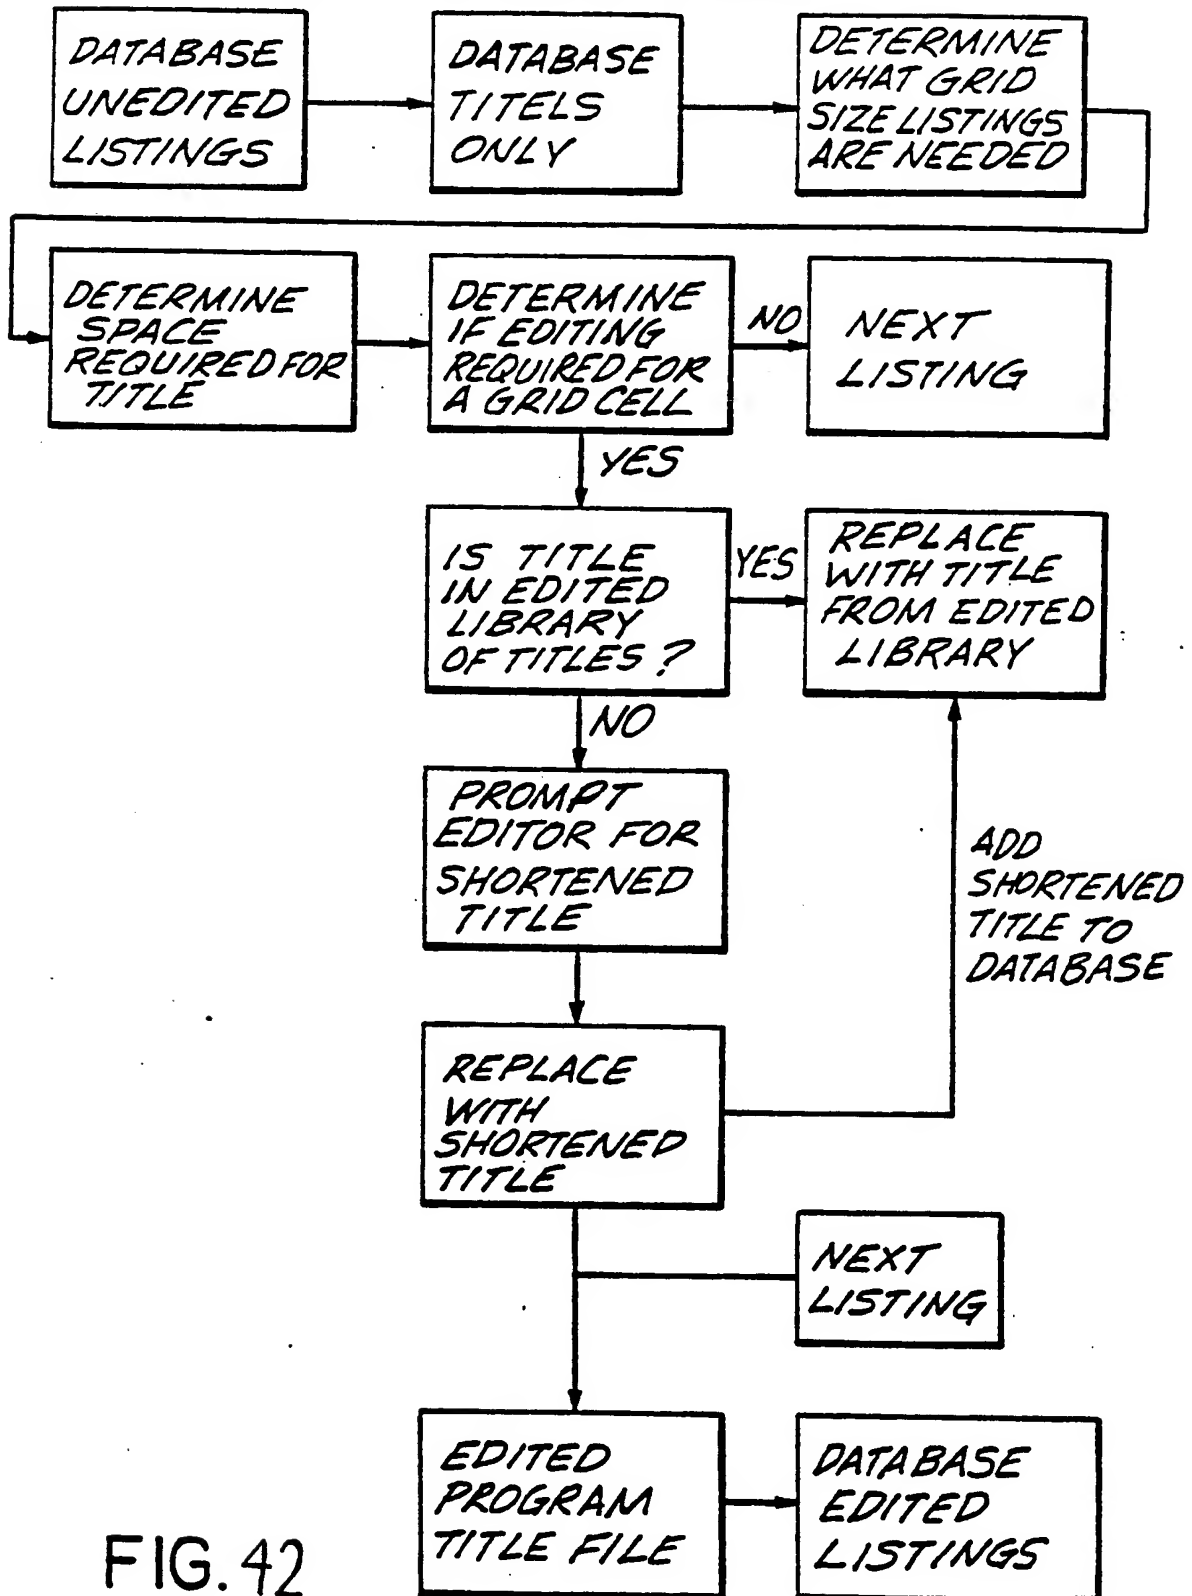 DATABASE
UNEDITED
LISTINGS
DATABASE
TITELS
ONLY
DETERMINE
WHAT GRID
SIZE LISTINGS
ARE NEEDED
DETERMINE
SPACE
REQUIRED FOR
TITLE
DETERMINE
IF EDITING
REQUIRED FOR
A GRID CELL
NO
NEXT
LISTING
YES
IS TITLE
IN EDITED
LIBRARY
OF TITLES?
YES
REPLACE
WITH TITLE
FROM EDITED
LIBRARY
NO
PROMPT
EDITOR FOR
SHORTENED
TITLE
ADD
SHORTENED
TITLE TO
DATABASE
REPLACE
WITH
SHORTENED
TITLE
NEXT
LISTING
EDITED
PROGRAM
TITLE FILE
DATABASE
EDITED
LISTINGS
FIG. 42